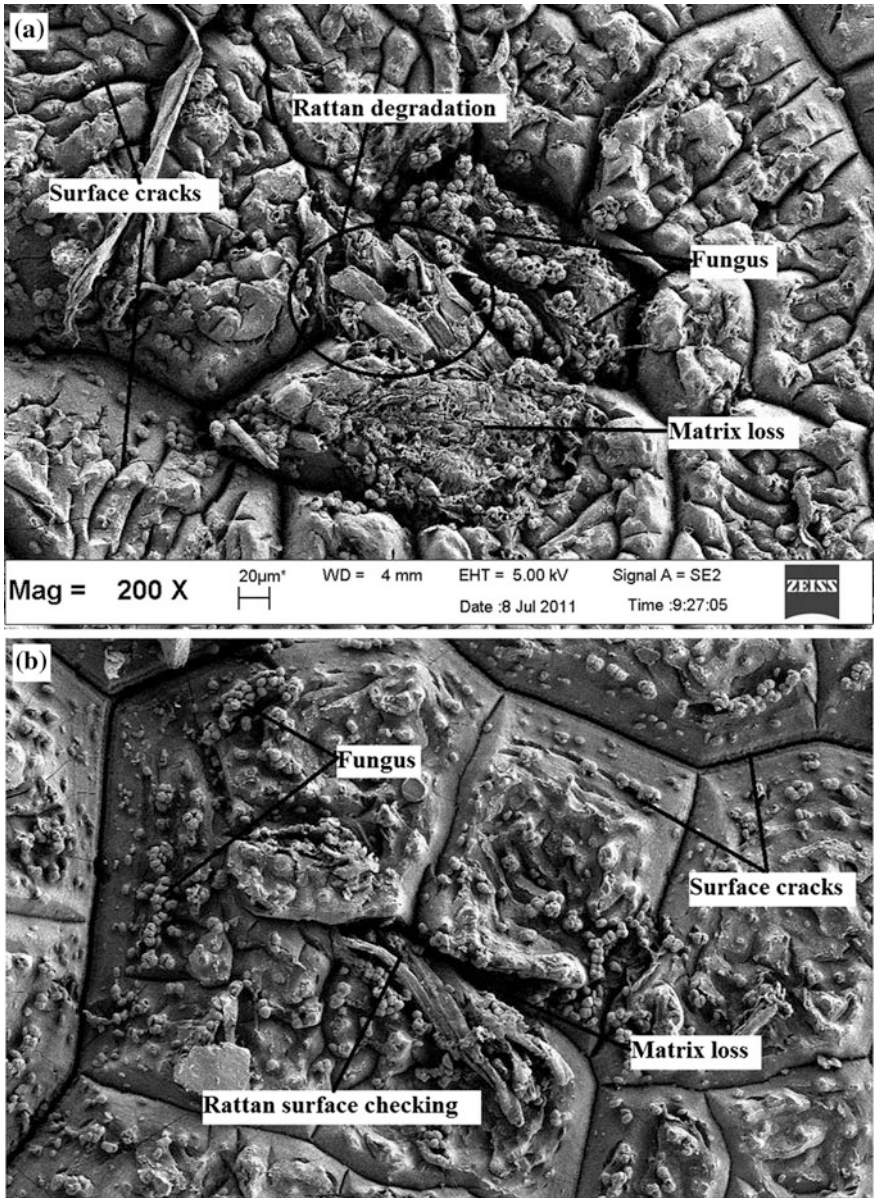 (a)
Rattan degradation
Surface cracks
Fungus
Matrix loss
Mag = 200 X
20µm*
WD = 4 mm
EHT = 5.00 kV
Signal A = SE2
Date :8 Jul 2011
Time :9:27:05
ZEISS
(b)
Fungus
Surface cracks
Matrix loss
Rattan surface checking